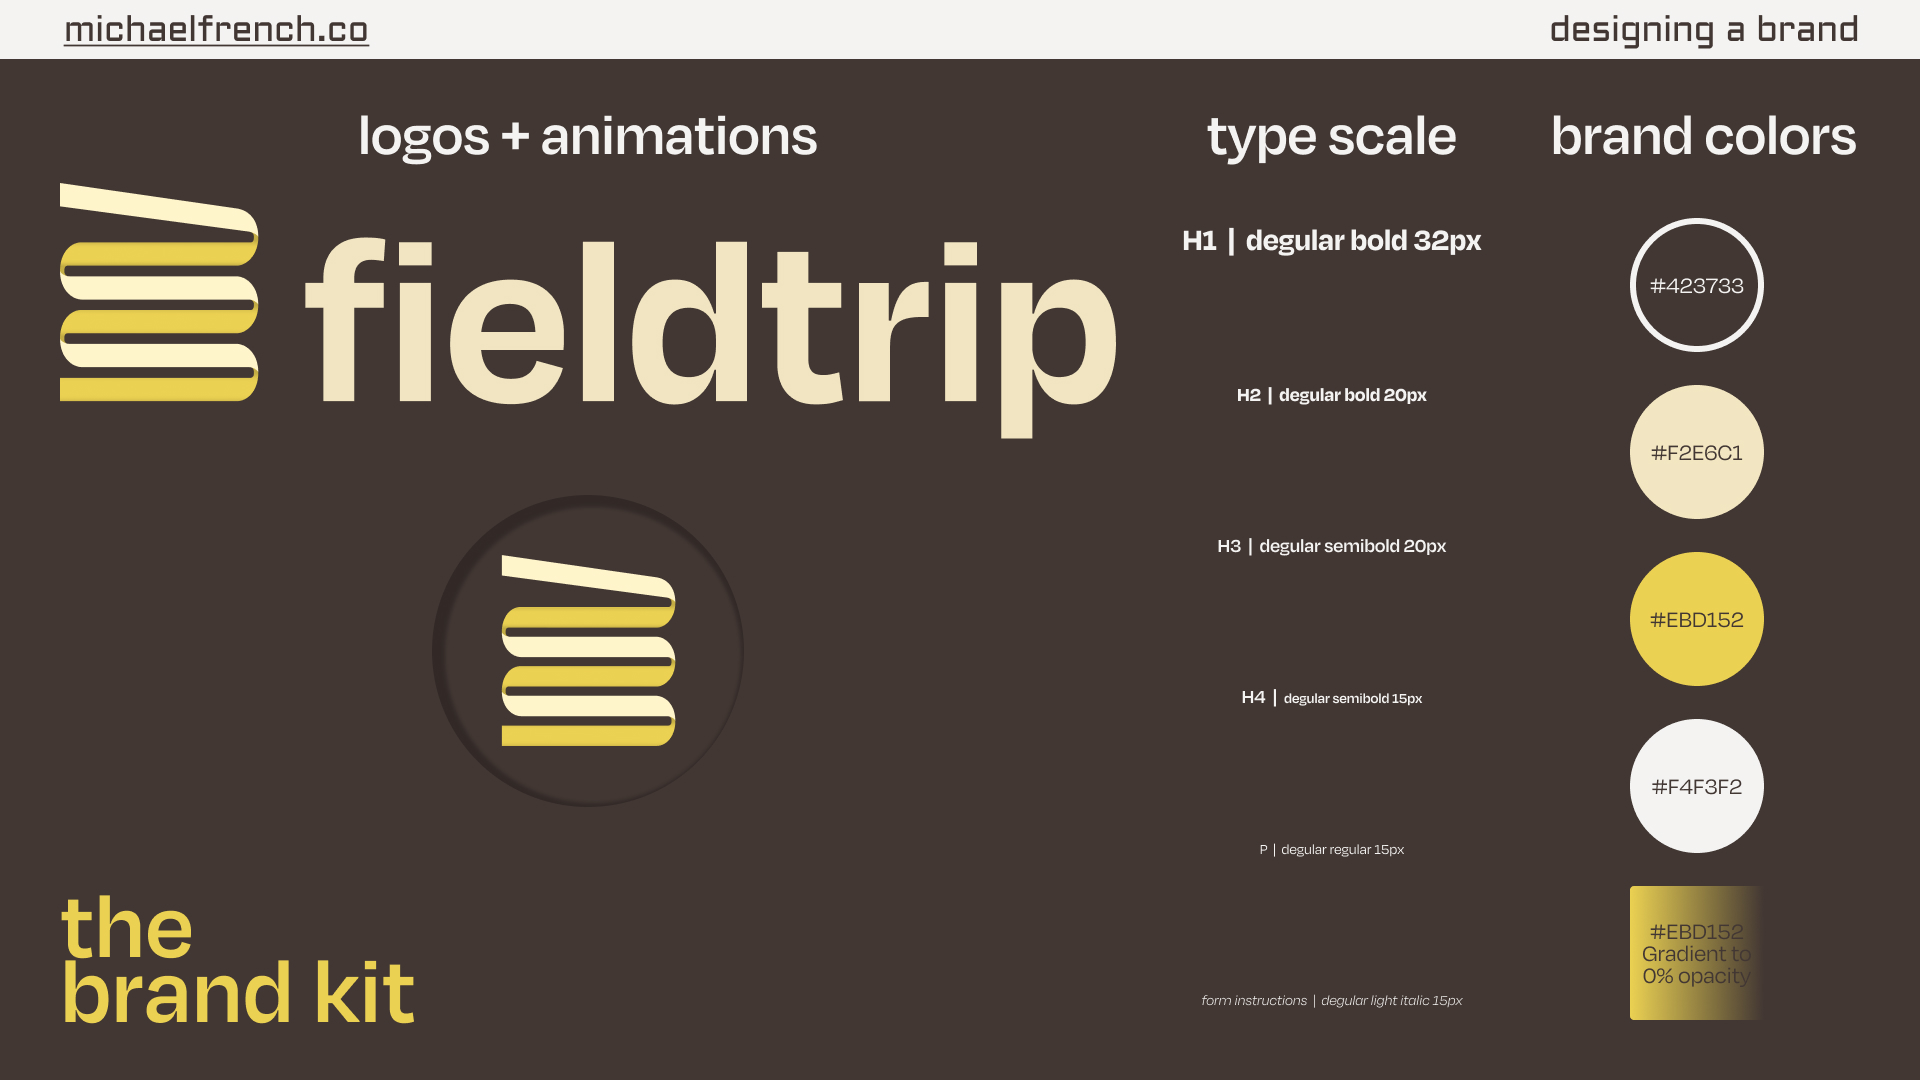 michaelfrench.co
designing a brand
logos + animations
type scale
brand colors
fieldtrip
H1 | degular bold 32px
H2 | degular bold 20px
H3 | degular semibold 20px
H4 | degular semibold 15px
P | degular regular 15px
form instructions | degular light italic 15px
#423733
#F2E6C1
#EBD152
#F4F3F2
#EBD152
Gradient to
0% opacity
the
brand kit